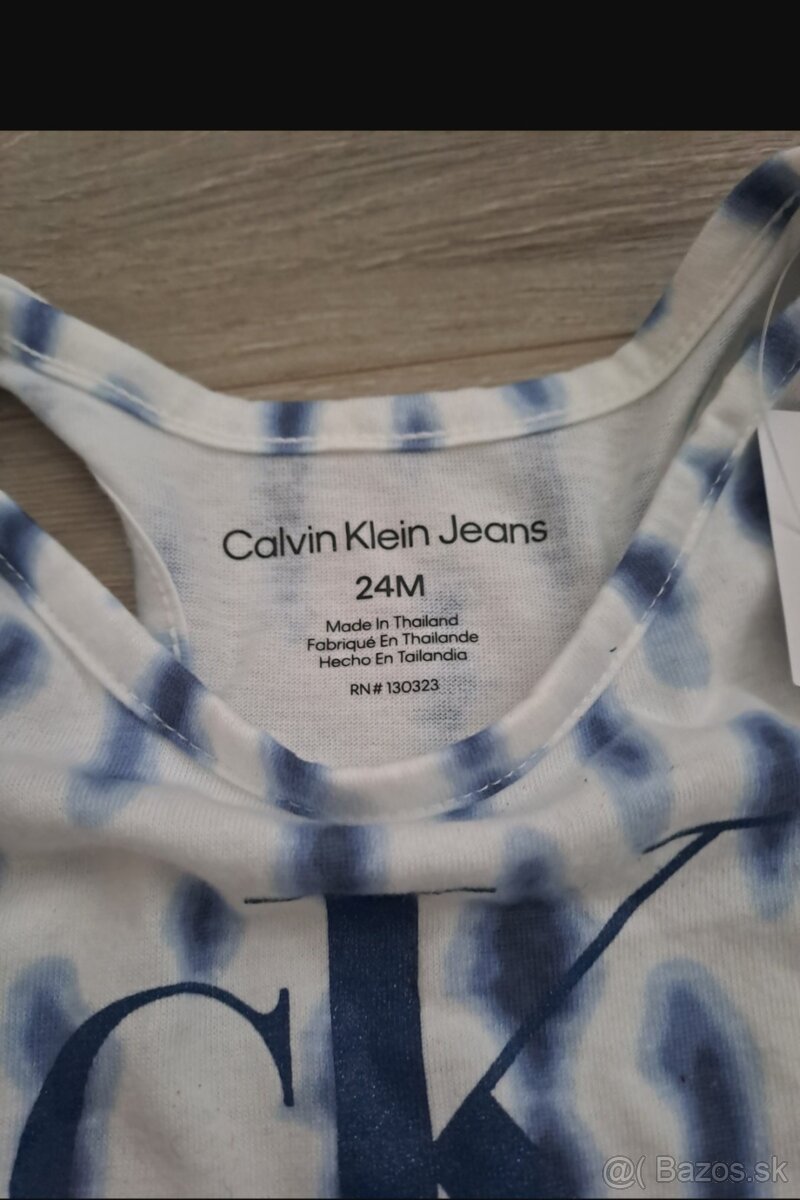 Calvin Klein Jeans
24M
Made In Thailand
Fabriqué En Thailande
Hecho En Tailandia
RN# 130323
cK
@( Bazos.sk